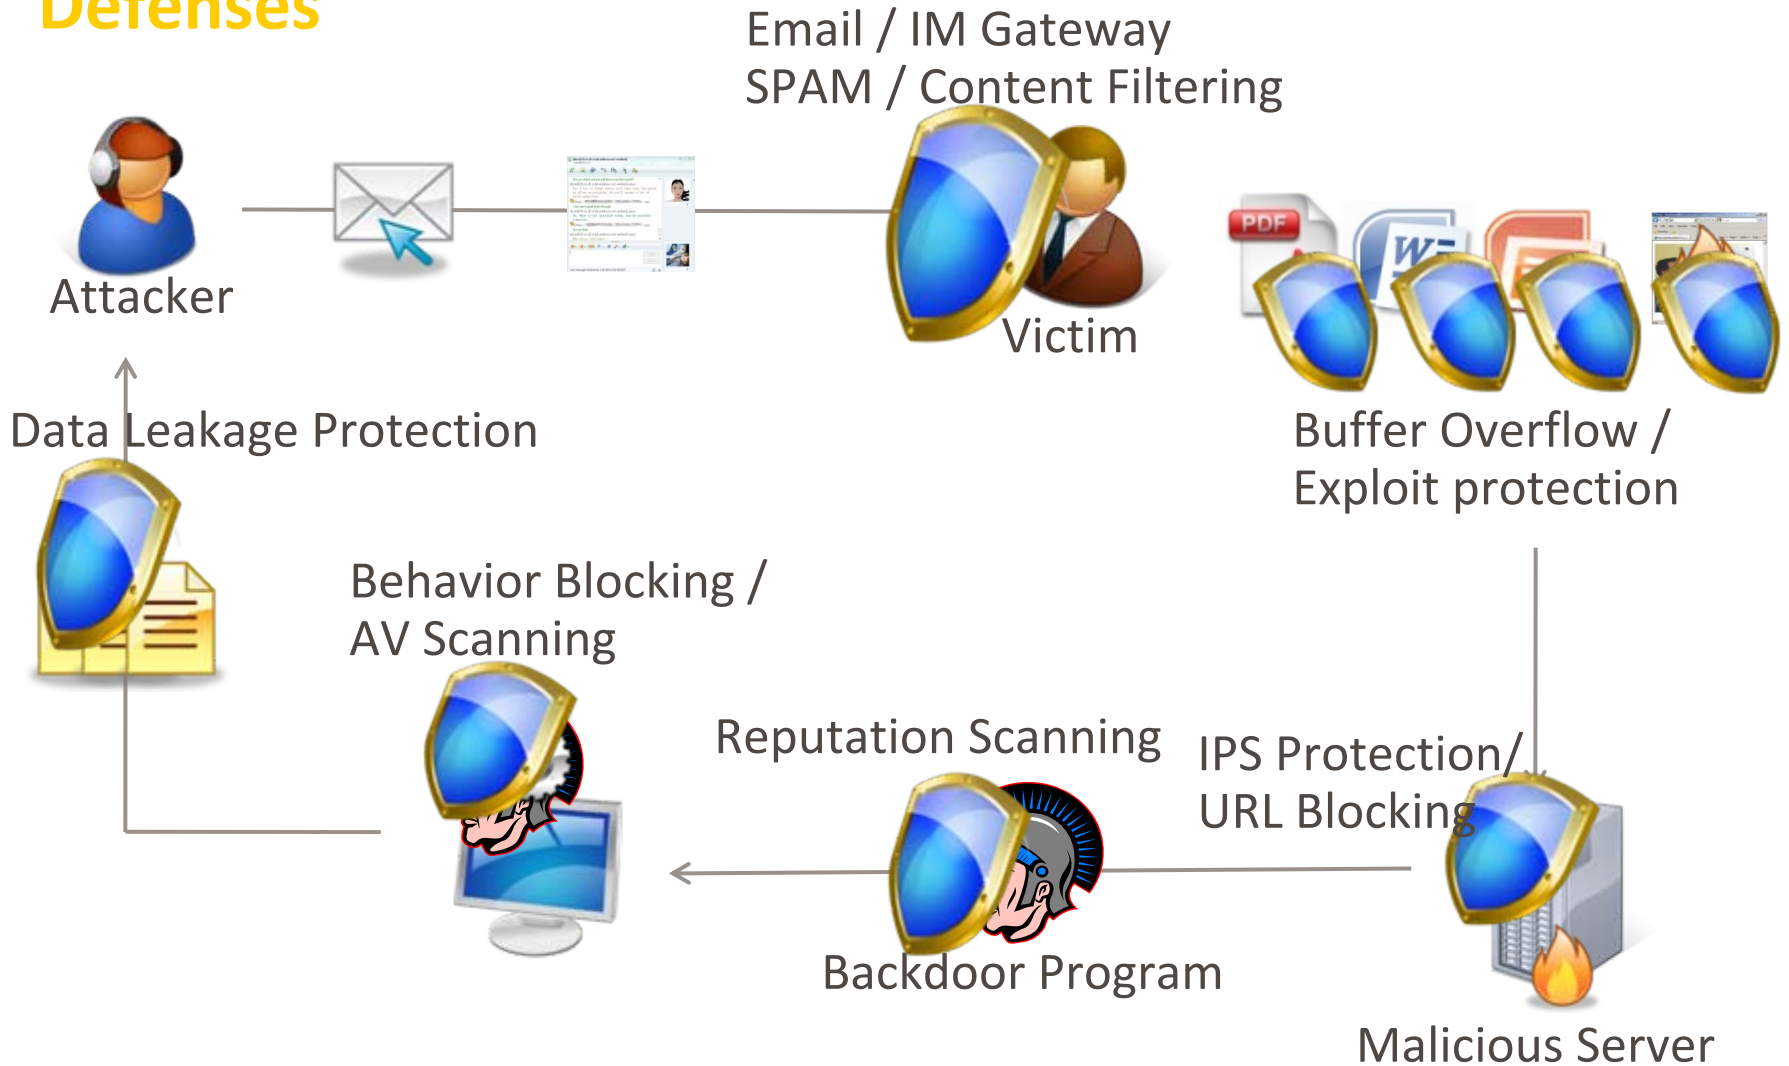 Defenses
Email / IM Gateway
SPAM / Content Filtering
Attacker
Victim
PDF
W
Data Leakage Protection
Buffer Overflow /
Exploit protection
Behavior Blocking /
AV Scanning
Reputation Scanning
IPS Protection/
URL Blocking
Backdoor Program
Malicious Server